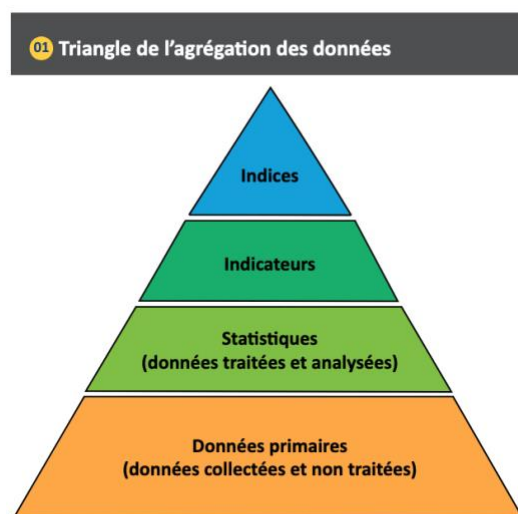 01 Triangle de l’agrégation des données
Indices
Indicateurs
Statistiques
(données traitées et analysées)
Données primaires
(données collectées et non traitées)